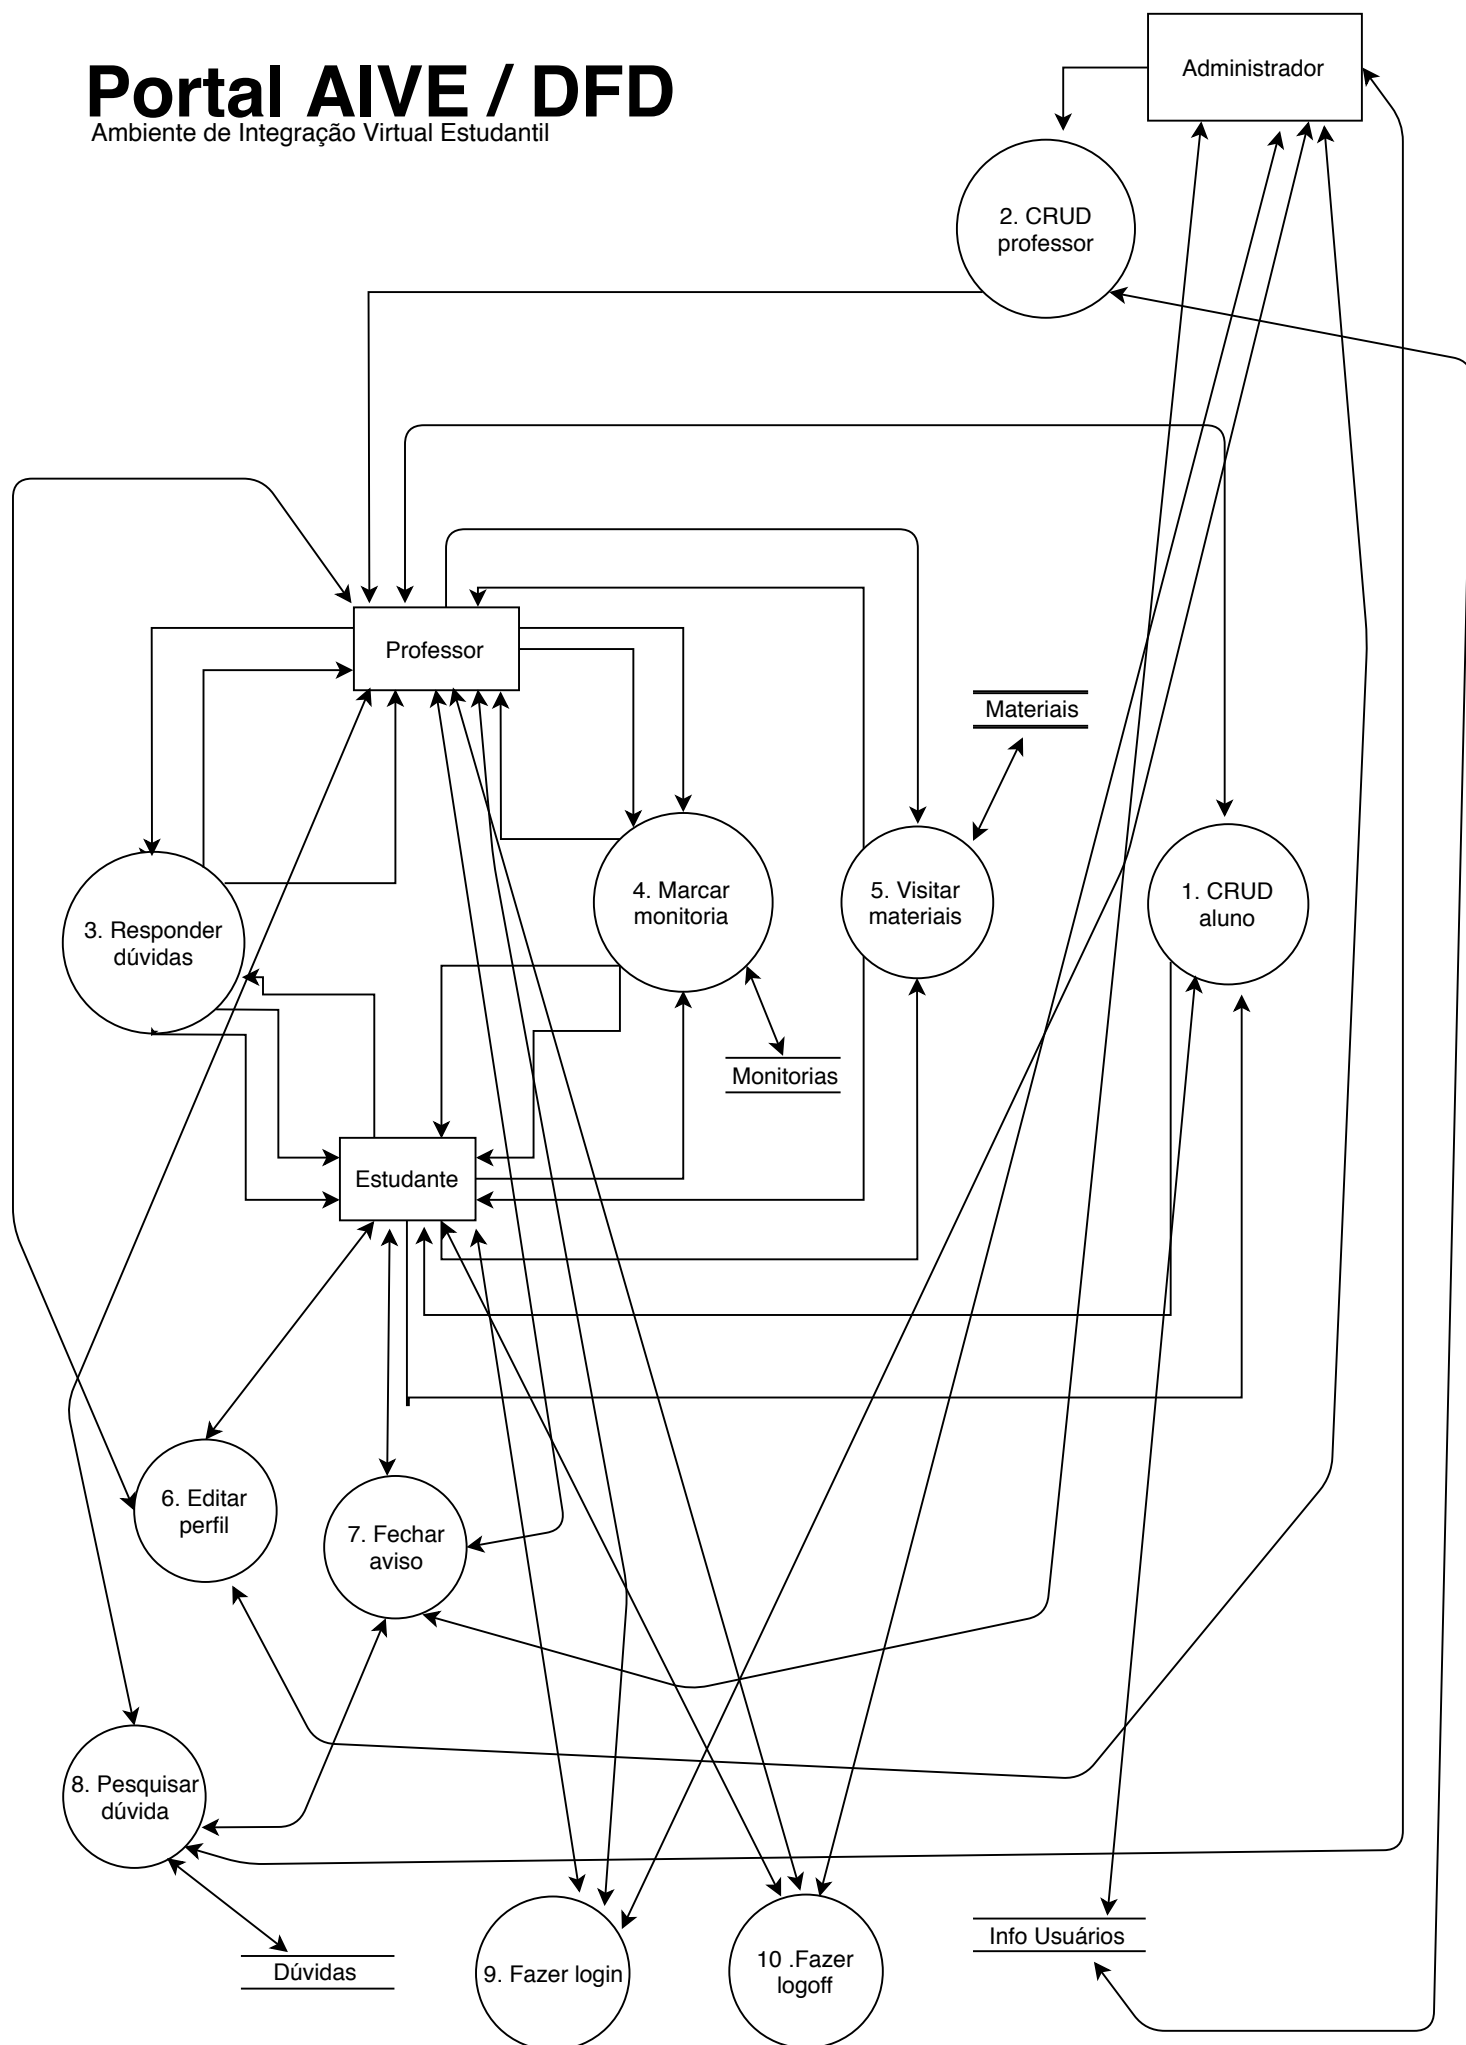 Portal AIVE / DFD
Ambiente de Integração Virtual Estudantil
Administrador
2. CRUD
professor
Professor
Materiais
3. Responder
dúvidas
4. Marcar
monitoria
5. Visitar
materiais
1. CRUD
aluno
Monitorias
Estudante
6. Editar
perfil
7. Fechar
aviso
8. Pesquisar
dúvida
Dúvidas
9. Fazer login
10 .Fazer
logoff
Info Usuários